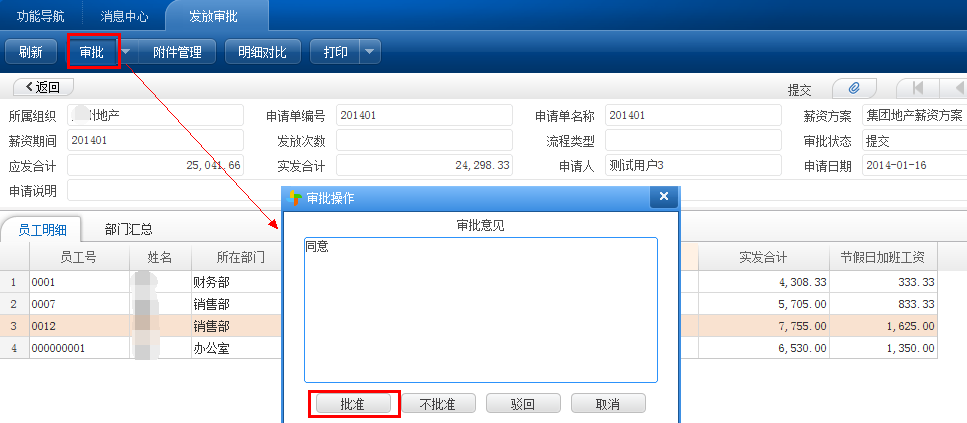 功能导航 消息中心 发放审批
刷新 审批 附件管理 明细对比 打印
返回 提交
所属组织 地产 申请单编号 201401 申请单名称 201401 薪资方案 集团地产薪资方案
薪资期间 201401 发放次数 流程类型 审批状态 提交
应发合计 25,041.66 实发合计 24,298.33 申请人 测试用户3 申请日期 2014-01-16
申请说明
审批操作
审批意见
同意
批准 不批准 驳回 取消
员工明细 部门汇总
员工号 姓名 所在部门 实发合计 节假日加班工资
1 0001 财务部 4,308.33 333.33
2 0007 销售部 5,705.00 833.33
3 0012 销售部 7,755.00 1,625.00
4 000000001 办公室 6,530.00 1,350.00